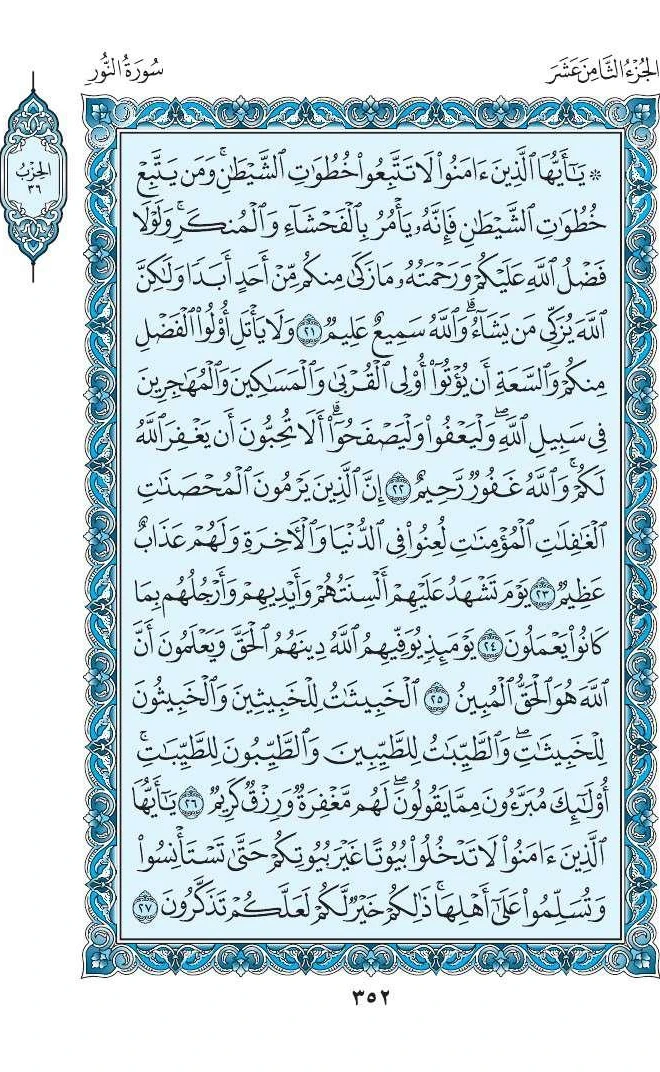 الجُزْءُ الثَّامِنَ عَشَرَ
سُورَةُ النُّورِ
الحِزْبُ
٣٦
۞ يَٰٓأَيُّهَا ٱلَّذِينَ ءَامَنُوا۟ لَا تَتَّبِعُوا۟ خُطُوَٰتِ ٱلشَّيْطَٰنِ ۚ وَمَن يَتَّبِعْ
خُطُوَٰتِ ٱلشَّيْطَٰنِ فَإِنَّهُۥ يَأْمُرُ بِٱلْفَحْشَآءِ وَٱلْمُنكَرِ ۚ وَلَوْلَا
فَضْلُ ٱللَّهِ عَلَيْكُمْ وَرَحْمَتُهُۥ مَا زَكَىٰ مِنكُم مِّنْ أَحَدٍ أَبَدًا وَلَٰكِنَّ
ٱللَّهَ يُزَكِّى مَن يَشَآءُ ۗ وَٱللَّهُ سَمِيعٌ عَلِيمٌ ٢١ وَلَا يَأْتَلِ أُو۟لُوا۟ ٱلْفَضْلِ
مِنكُمْ وَٱلسَّعَةِ أَن يُؤْتُوٓا۟ أُو۟لِى ٱلْقُرْبَىٰ وَٱلْمَسَٰكِينَ وَٱلْمُهَٰجِرِينَ
فِى سَبِيلِ ٱللَّهِ ۖ وَلْيَعْفُوا۟ وَلْيَصْفَحُوٓا۟ ۗ أَلَا تُحِبُّونَ أَن يَغْفِرَ ٱللَّهُ
لَكُمْ ۚ وَٱللَّهُ غَفُورٌ رَّحِيمٌ ٢٢ إِنَّ ٱلَّذِينَ يَرْمُونَ ٱلْمُحْصَنَٰتِ
ٱلْغَٰفِلَٰتِ ٱلْمُؤْمِنَٰتِ لُعِنُوا۟ فِى ٱلدُّنْيَا وَٱلْءَاخِرَةِ وَلَهُمْ عَذَابٌ
عَظِيمٌ ٢٣ يَوْمَ تَشْهَدُ عَلَيْهِمْ أَلْسِنَتُهُمْ وَأَيْدِيهِمْ وَأَرْجُلُهُم بِمَا
كَانُوا۟ يَعْمَلُونَ ٢٤ يَوْمَئِذٍ يُوَفِّيهِمُ ٱللَّهُ دِينَهُمُ ٱلْحَقَّ وَيَعْلَمُونَ أَنَّ
ٱللَّهَ هُوَ ٱلْحَقُّ ٱلْمُبِينُ ٢٥ ٱلْخَبِيثَٰتُ لِلْخَبِيثِينَ وَٱلْخَبِيثُونَ
لِلْخَبِيثَٰتِ ۖ وَٱلطَّيِّبَٰتُ لِلطَّيِّبِينَ وَٱلطَّيِّبُونَ لِلطَّيِّبَٰتِ ۚ
أُو۟لَٰٓئِكَ مُبَرَّءُونَ مِمَّا يَقُولُونَ ۖ لَهُم مَّغْفِرَةٌ وَرِزْقٌ كَرِيمٌ ٢٦ يَٰٓأَيُّهَا
ٱلَّذِينَ ءَامَنُوا۟ لَا تَدْخُلُوا۟ بُيُوتًا غَيْرَ بُيُوتِكُمْ حَتَّىٰ تَسْتَأْنِسُوا۟
وَتُسَلِّمُوا۟ عَلَىٰٓ أَهْلِهَا ۚ ذَٰلِكُمْ خَيْرٌ لَّكُمْ لَعَلَّكُمْ تَذَكَّرُونَ ٢٧
٣٥٢